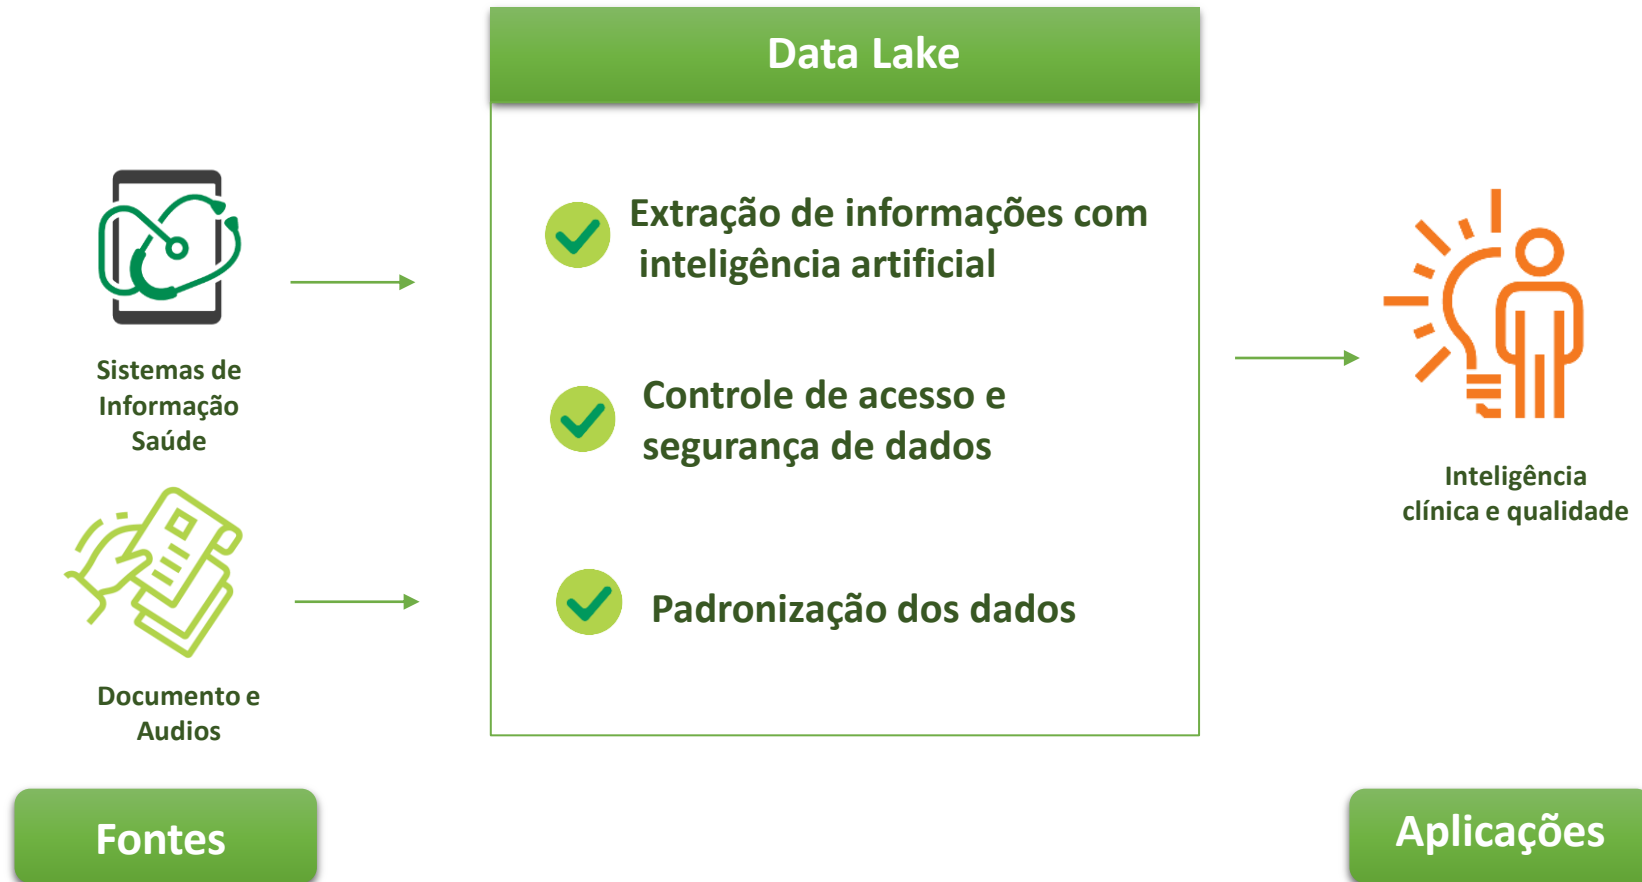 Data Lake
Sistemas de
Informação
Saúde
Documento e
Audios
Fontes
Extração de informações com
inteligência artificial
Controle de acesso e
segurança de dados
Padronização dos dados
Inteligência
clínica e qualidade
Aplicações